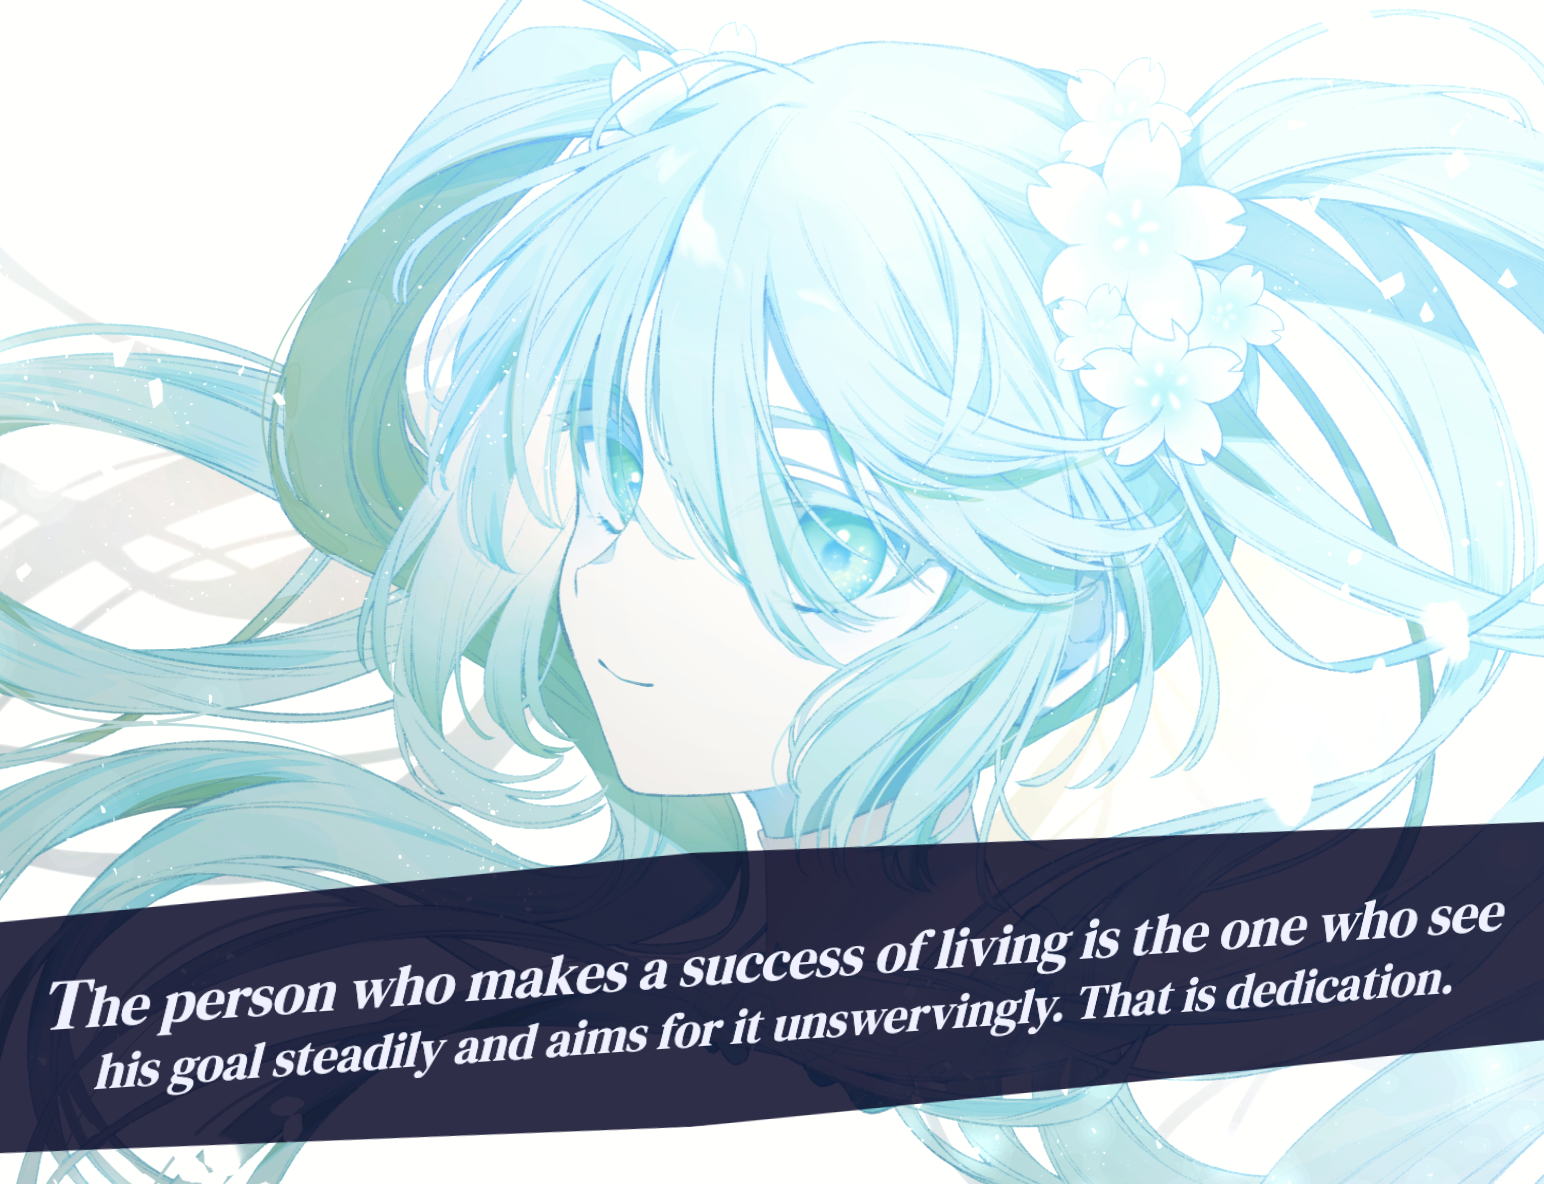 The person who makes a success of living is the one who see
his goal steadily and aims for it unswervingly. That is dedication.